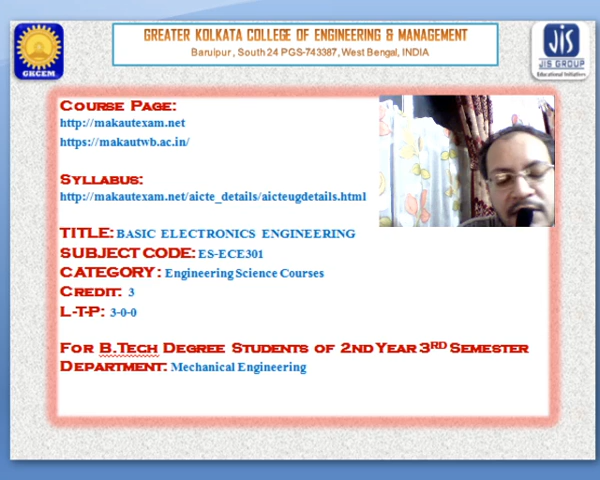 GREATER KOLKATA COLLEGE OF ENGINEERING & MANAGEMENT
Baruipur , South 24 PGS-743387, West Bengal, INDIA
GKCEM
JIS
JIS GROUP
Educational Initiatives
COURSE PAGE:
http://makautexam.net
https://makautwb.ac.in/
SYLLABUS:
http://makautexam.net/aicte_details/aicteugdetails.html
TITLE: BASIC ELECTRONICS ENGINEERING
SUBJECT CODE: ES-ECE301
CATEGORY : Engineering Science Courses
CREDIT: 3
L-T-P: 3-0-0
FOR B.TECH DEGREE STUDENTS OF 2ND YEAR 3RD SEMESTER
DEPARTMENT: Mechanical Engineering